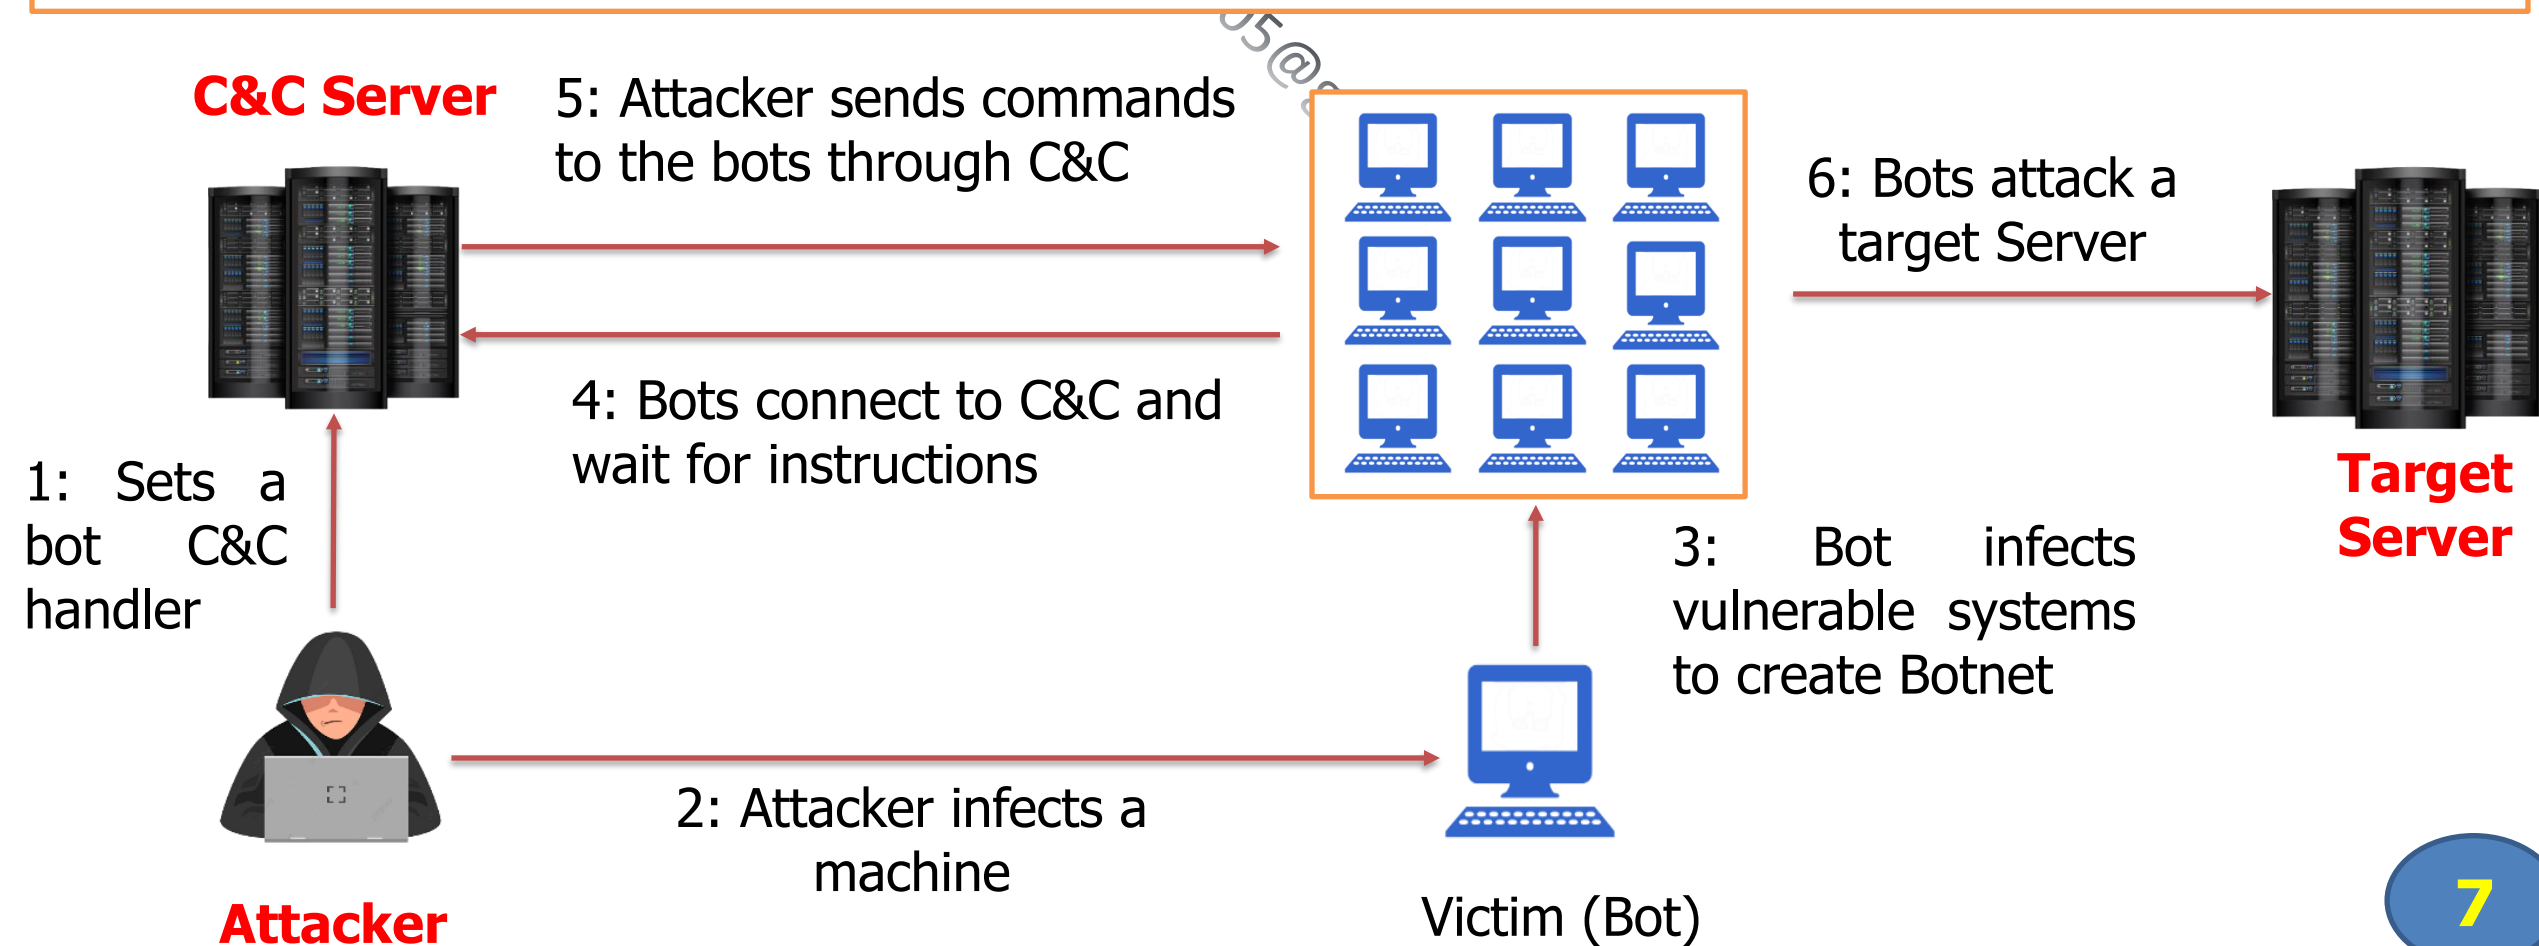 C&C Server
5: Attacker sends commands
to the bots through C&C
6: Bots attack a
target Server
4: Bots connect to C&C and
wait for instructions
1: Sets a
bot C&C
handler
Target
Server
3: Bot infects
vulnerable systems
to create Botnet
2: Attacker infects a
machine
Attacker
Victim (Bot)
7